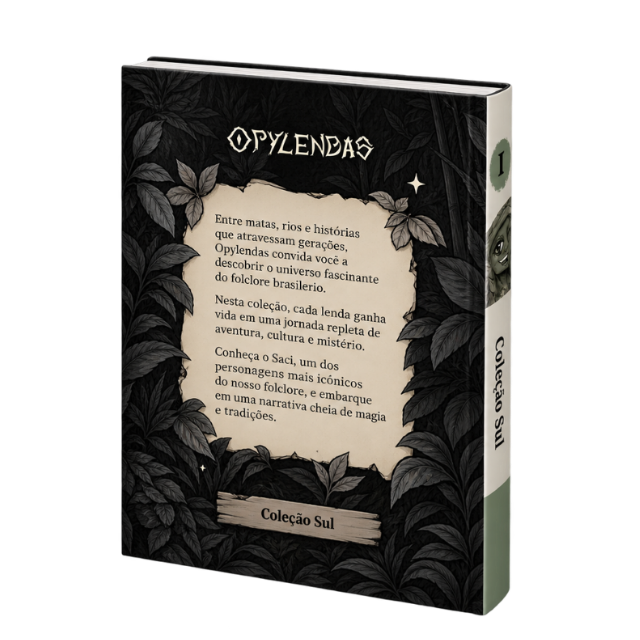 OPYLENDAS
Entre matas, rios e histórias
que atravessam gerações,
Opylendas convida você a
descobrir o universo fascinante
do folclore brasilerio.
Nesta coleção, cada lenda ganha
vida em uma jornada repleta de
aventura, cultura e mistério.
Conheça o Saci, um dos
personagens mais icónicos
do nosso folclore, e embarque
em uma narrativa cheia de magia
e tradições.
Coleção Sul
I
Coleção Sul